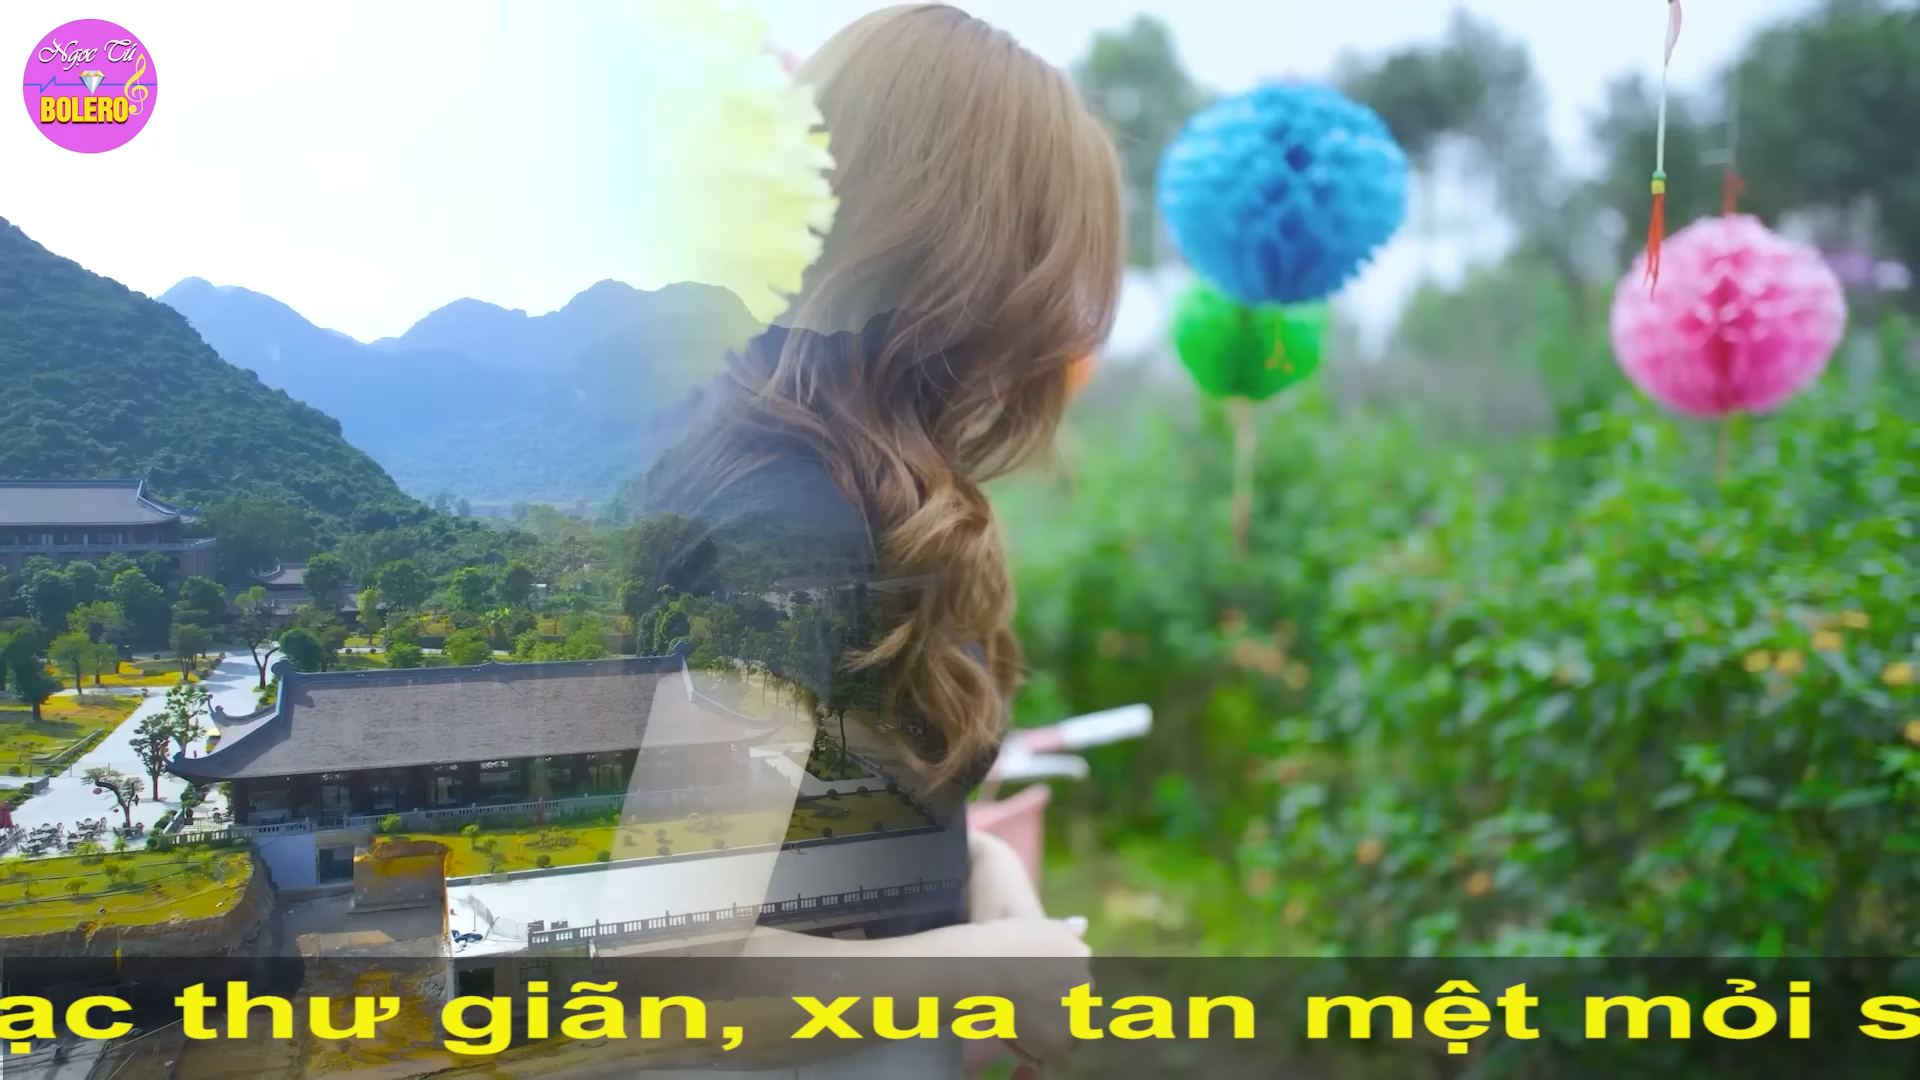 Ngọc Tú
BOLERO
ạc thư giãn, xua tan mệt mỏi s